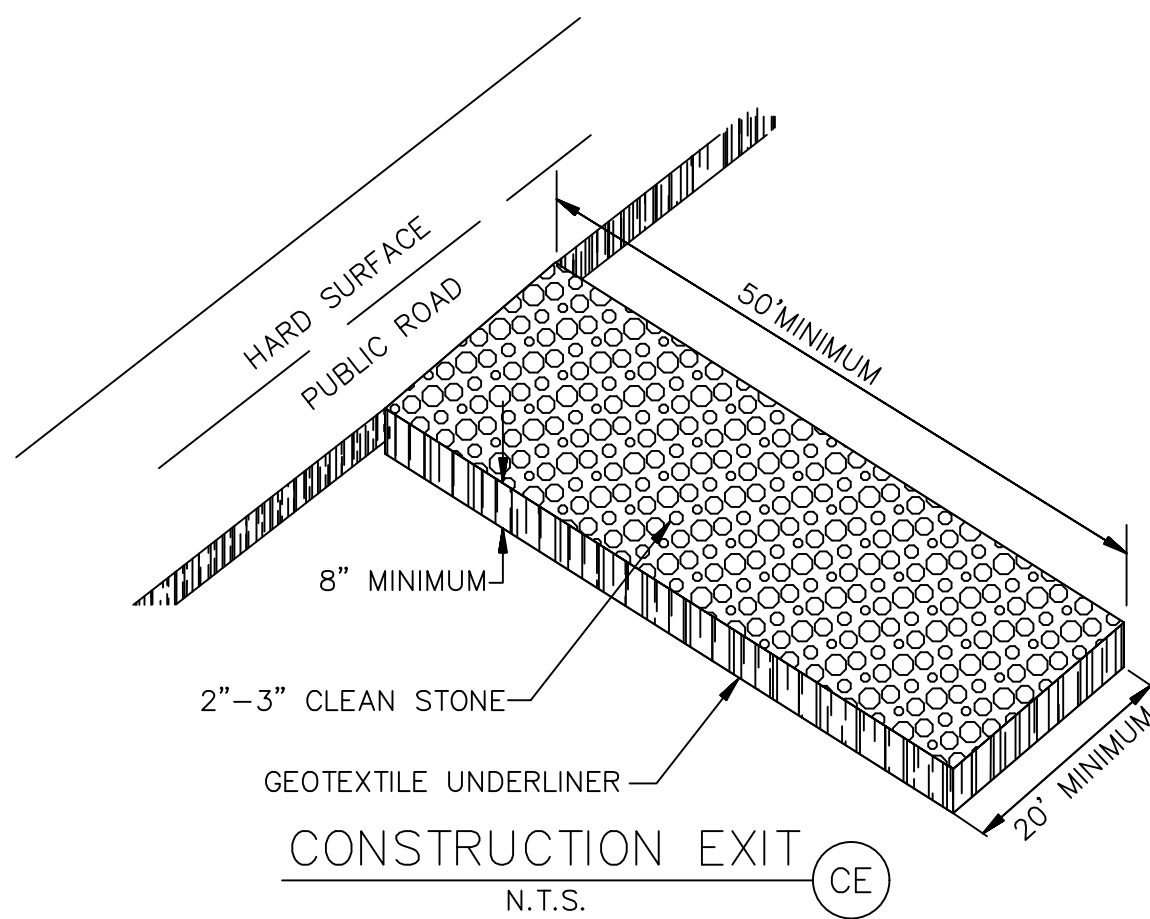 HARD SURFACE
PUBLIC ROAD
50'MINIMUM
8" MINIMUM
2"-3" CLEAN STONE
GEOTEXTILE UNDERLINER
20' MINIMUM
CONSTRUCTION EXIT
CE
N.T.S.